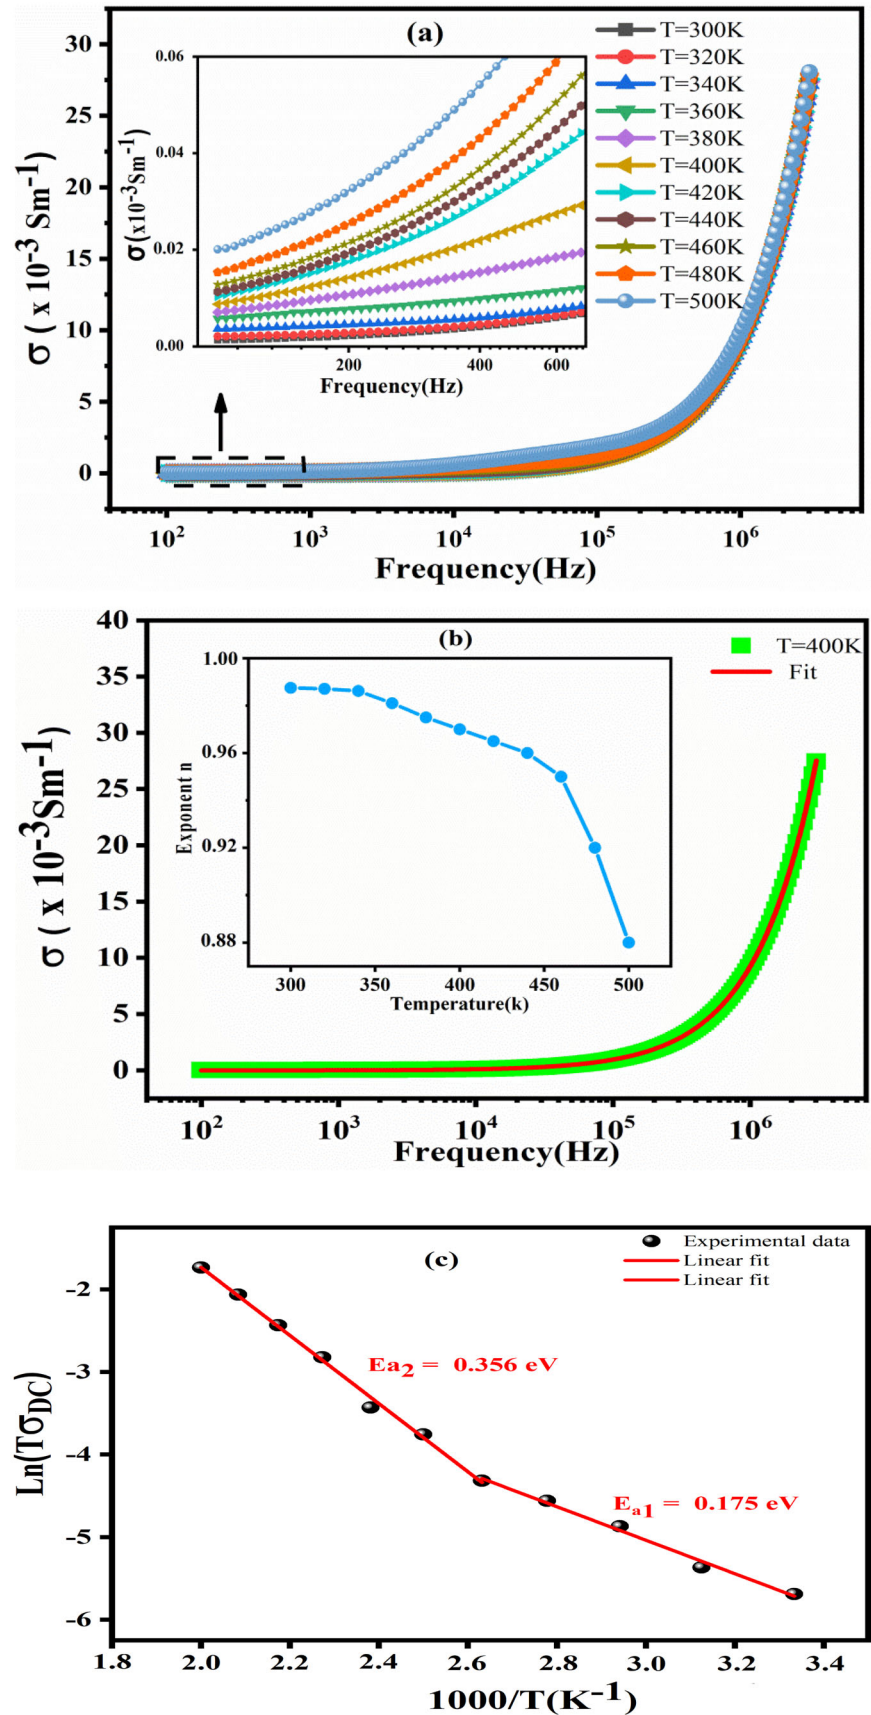 (a)
T=300K
T=320K
T=340K
T=360K
T=380K
T=400K
T=420K
T=440K
T=460K
T=480K
T=500K
σ ( x 10⁻³ Sm⁻¹)
30
25
20
15
10
5
0
10² 10³ 10⁴ 10⁵ 10⁶
Frequency(Hz)
σ(x10⁻³Sm⁻¹)
0.06
0.04
0.02
0.00
200 400 600
Frequency(Hz)
(b)
T=400K
Fit
σ ( x 10⁻³Sm⁻¹)
40
35
30
25
20
15
10
5
0
10² 10³ 10⁴ 10⁵ 10⁶
Frequency(Hz)
Exponent n
1.00
0.96
0.92
0.88
300 350 400 450 500
Temperature(k)
(c)
Experimental data
Linear fit
Linear fit
Ea₂ = 0.356 eV
Eₐ₁ = 0.175 eV
Ln(Tσ_DC)
-2
-3
-4
-5
-6
1.8 2.0 2.2 2.4 2.6 2.8 3.0 3.2 3.4
1000/T(K⁻¹)